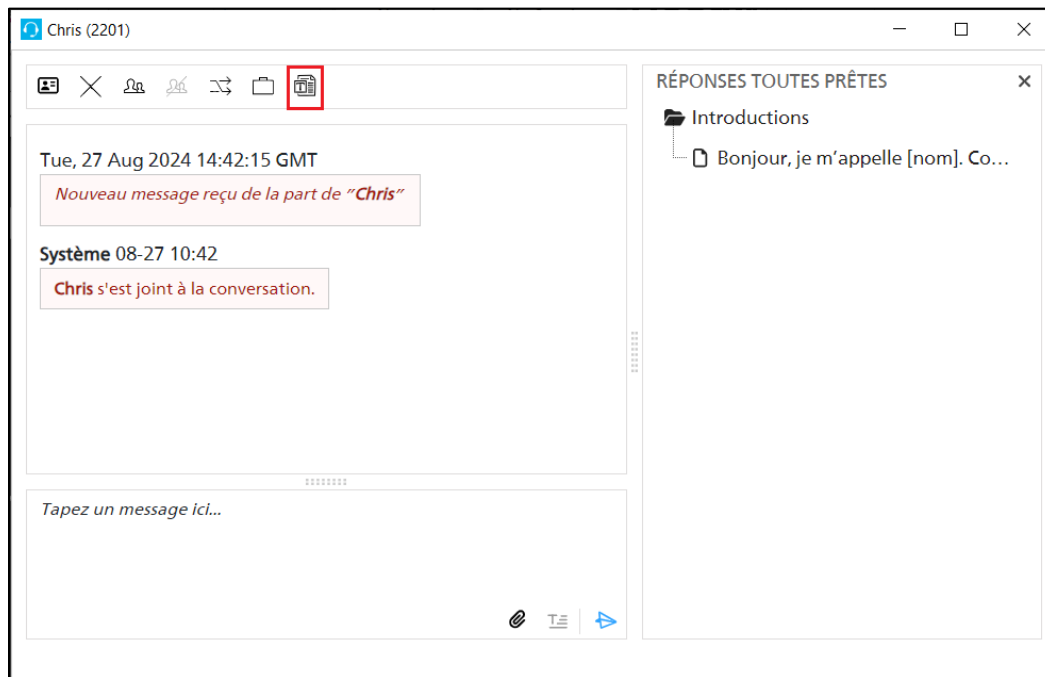 Chris (2201)
RÉPONSES TOUTES PRÊTES
Introductions
Bonjour, je m’appelle [nom]. Co...
Tue, 27 Aug 2024 14:42:15 GMT
Nouveau message reçu de la part de "Chris"
Système 08-27 10:42
Chris s'est joint à la conversation.
Tapez un message ici...